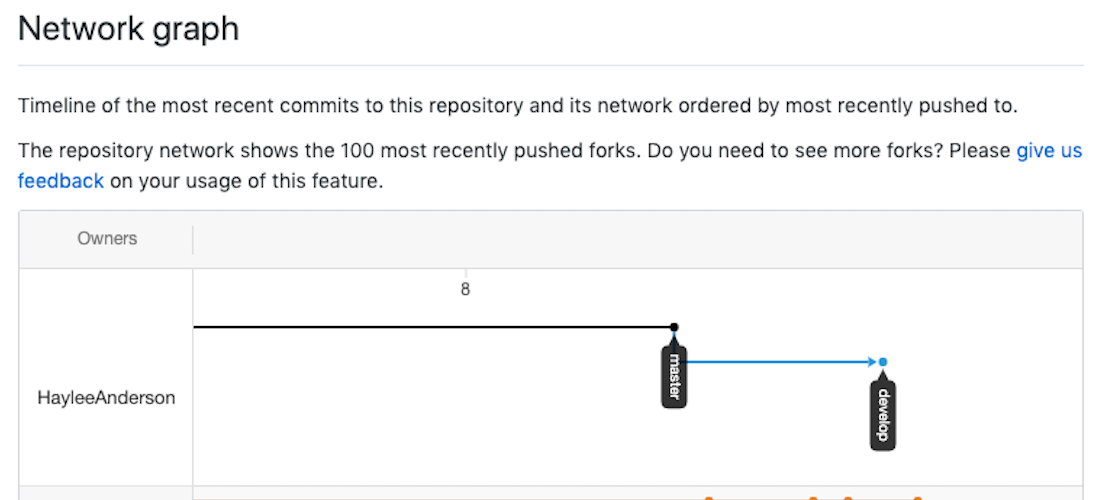 Network graph
Timeline of the most recent commits to this repository and its network ordered by most recently pushed to.
The repository network shows the 100 most recently pushed forks. Do you need to see more forks? Please give us
feedback on your usage of this feature.
Owners
8
master
HayleeAnderson
develop